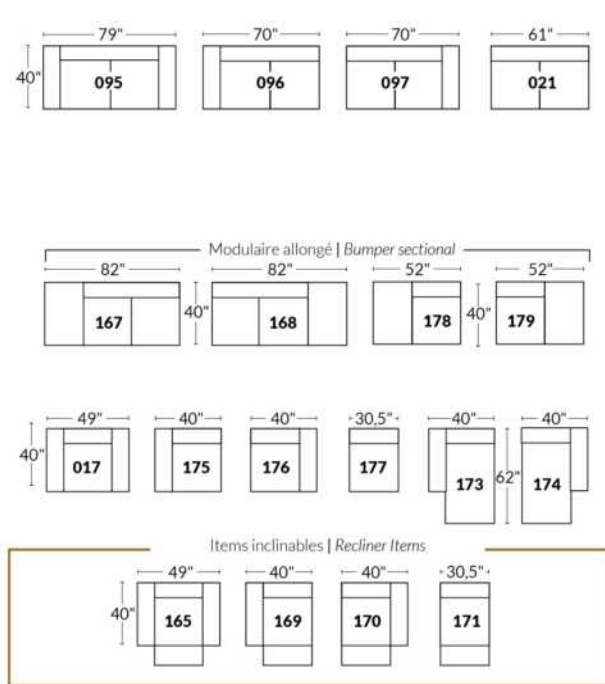 79" 70" 70" 61"
40" 095 096 097 021
Modulaire allongé | Bumper sectional
82" 82" 52" 52"
167 40" 168 178 40" 179
49" 40" 40" 30,5" 40" 40"
40" 017 175 176 177 173 62" 174
Items inclinables | Recliner Items
49" 40" 40" 30,5"
40" 165 169 170 171